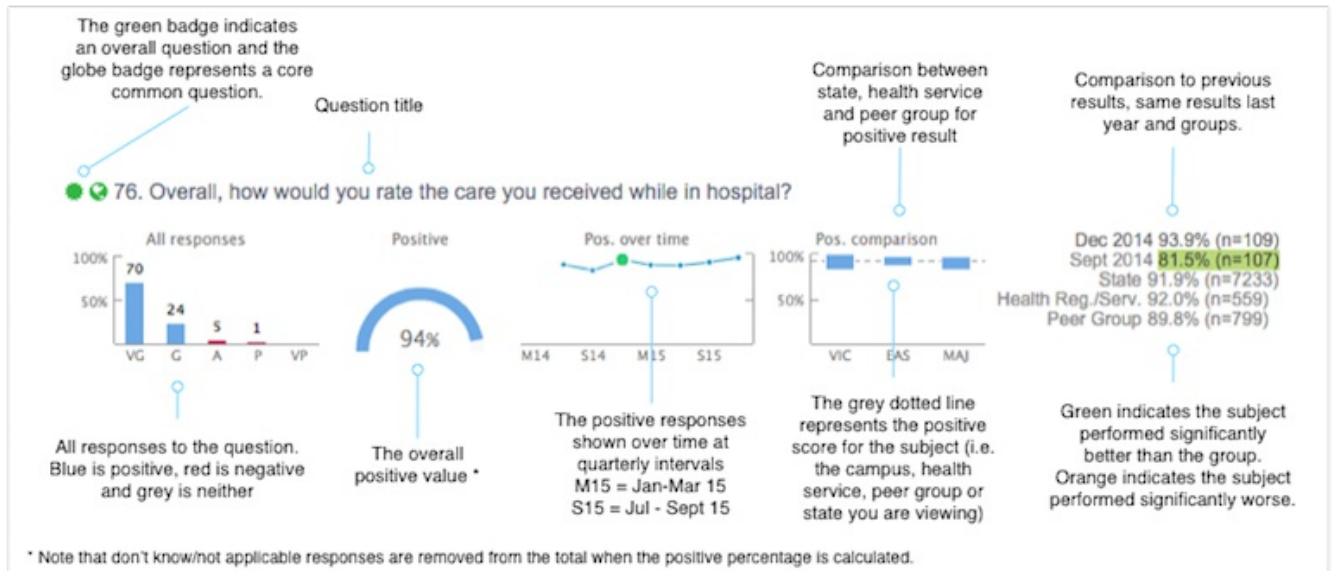 The green badge indicates
an overall question and the
globe badge represents a core
common question.
Question title
Comparison between
state, health service
and peer group for
positive result
Comparison to previous
results, same results last
year and groups.
76. Overall, how would you rate the care you received while in hospital?
All responses
100%
50%
70
24
5
1
VG G A P VP
Positive
94%
Pos. over time
M14 S14 M15 S15
Pos. comparison
100%
50%
VIC EAS MAJ
Dec 2014 93.9% (n=109)
Sept 2014 81.5% (n=107)
State 91.9% (n=7233)
Health Reg./Serv. 92.0% (n=559)
Peer Group 89.8% (n=799)
All responses to the question.
Blue is positive, red is negative
and grey is neither
The overall
positive value *
The positive responses
shown over time at
quarterly intervals
M15 = Jan-Mar 15
S15 = Jul - Sept 15
The grey dotted line
represents the positive
score for the subject (i.e.
the campus, health
service, peer group or
state you are viewing)
Green indicates the subject
performed significantly
better than the group.
Orange indicates the subject
performed significantly worse.
* Note that don't know/not applicable responses are removed from the total when the positive percentage is calculated.